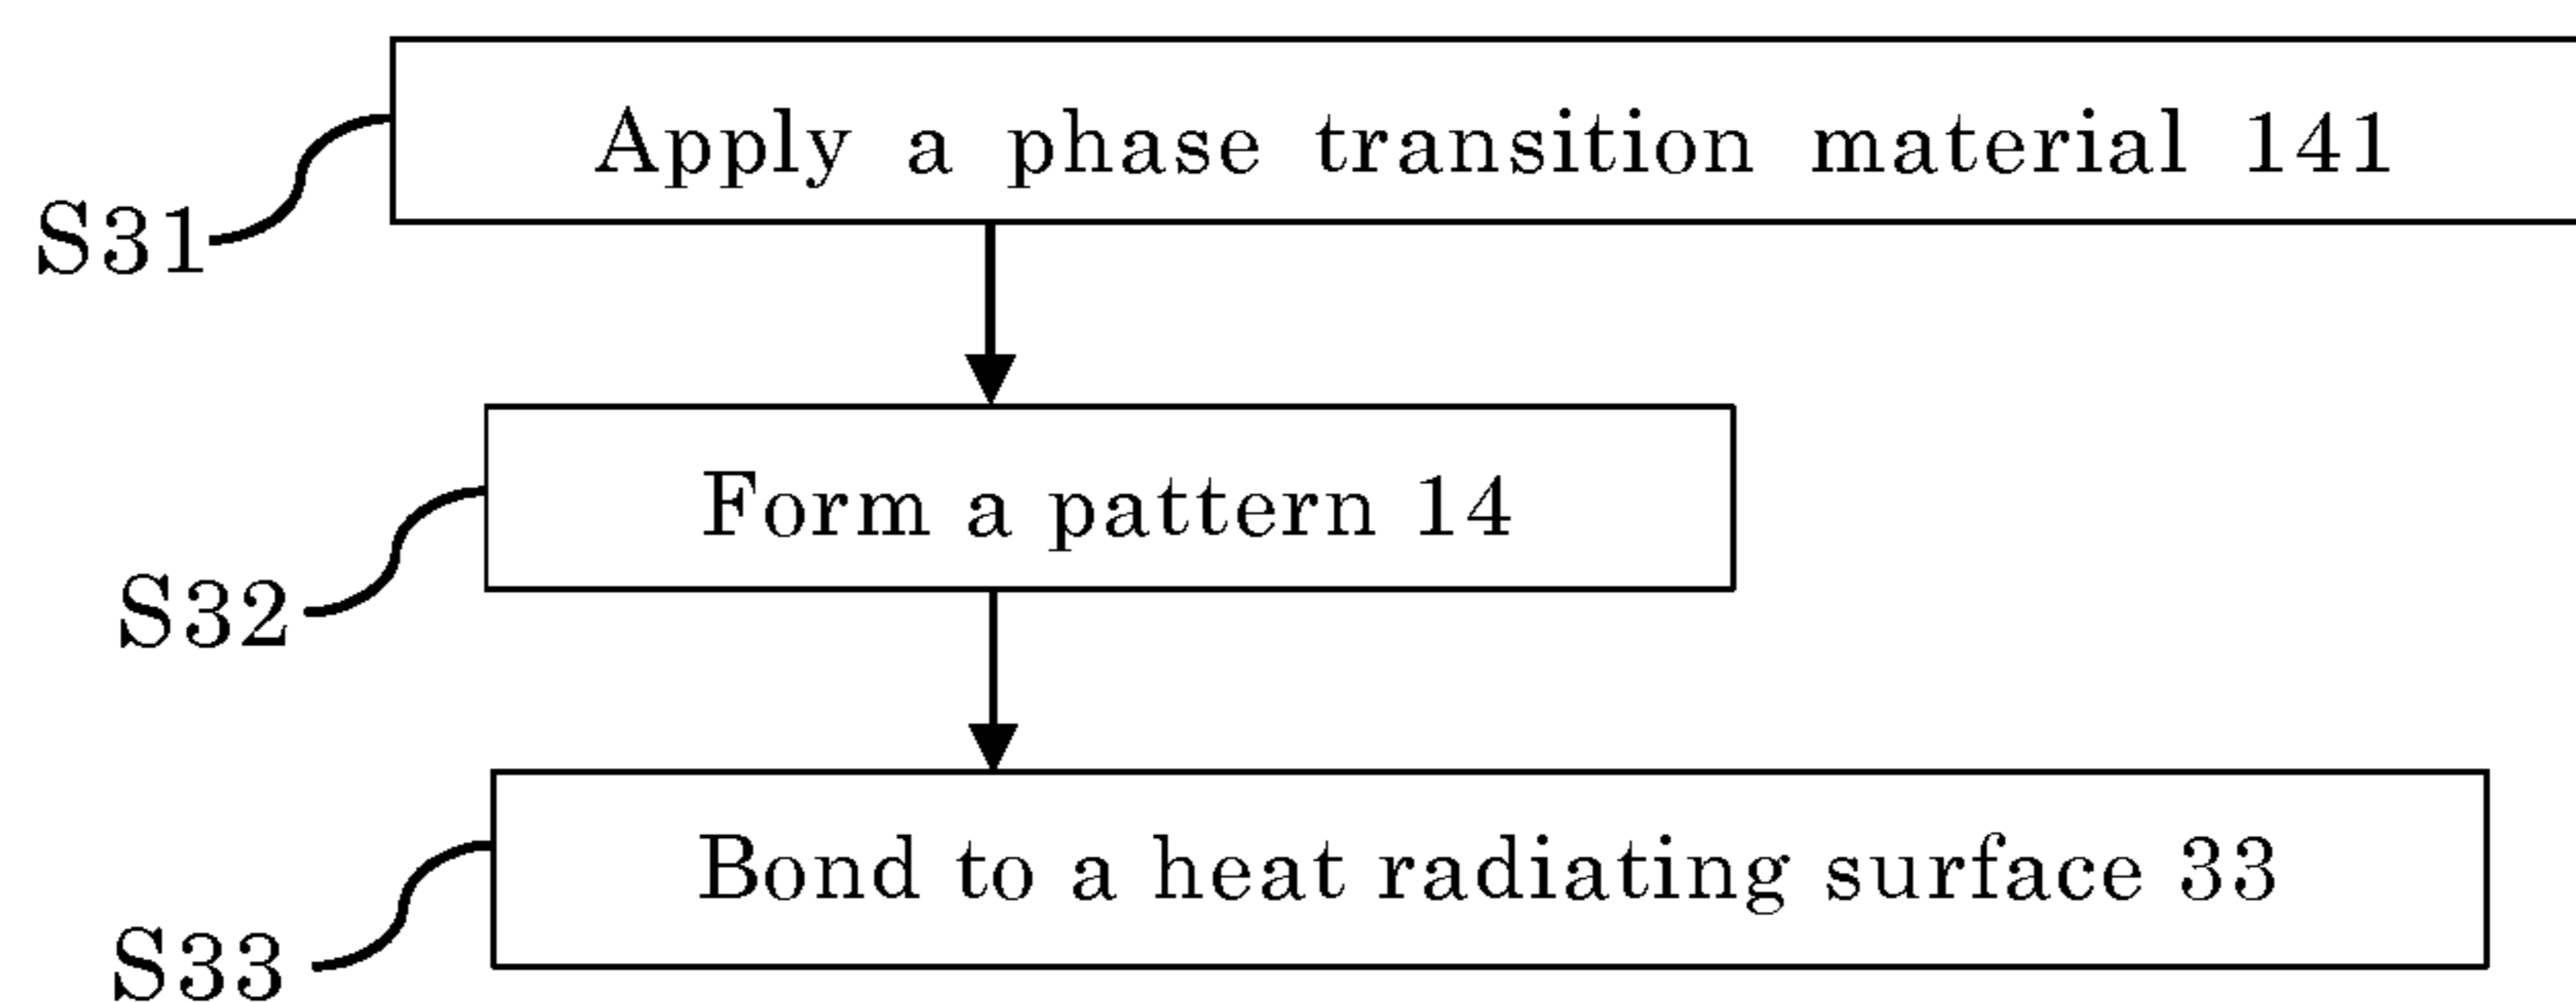 Apply a phase transition material 141
S31
Form a pattern 14
S32
Bond to a heat radiating surface 33
S33